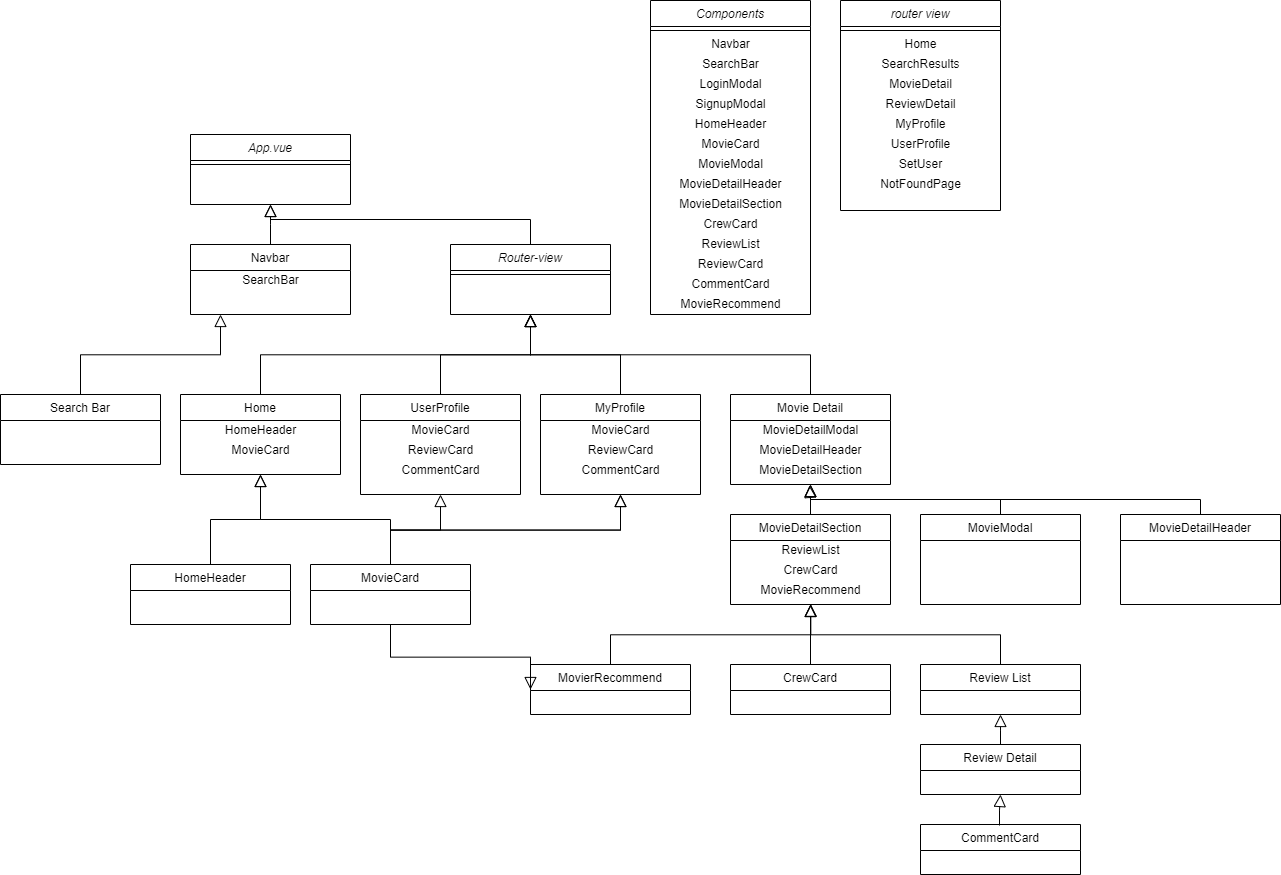 Components
Navbar
SearchBar
LoginModal
SignupModal
HomeHeader
MovieCard
MovieModal
MovieDetailHeader
MovieDetailSection
CrewCard
ReviewList
ReviewCard
CommentCard
MovieRecommend
router view
Home
SearchResults
MovieDetail
ReviewDetail
MyProfile
UserProfile
SetUser
NotFoundPage
App.vue
Navbar
SearchBar
Router-view
Search Bar
Home
HomeHeader
MovieCard
UserProfile
MovieCard
ReviewCard
CommentCard
MyProfile
MovieCard
ReviewCard
CommentCard
Movie Detail
MovieDetailModal
MovieDetailHeader
MovieDetailSection
MovieDetailSection
ReviewList
CrewCard
MovieRecommend
MovieModal
MovieDetailHeader
HomeHeader
MovieCard
MovierRecommend
CrewCard
Review List
Review Detail
CommentCard